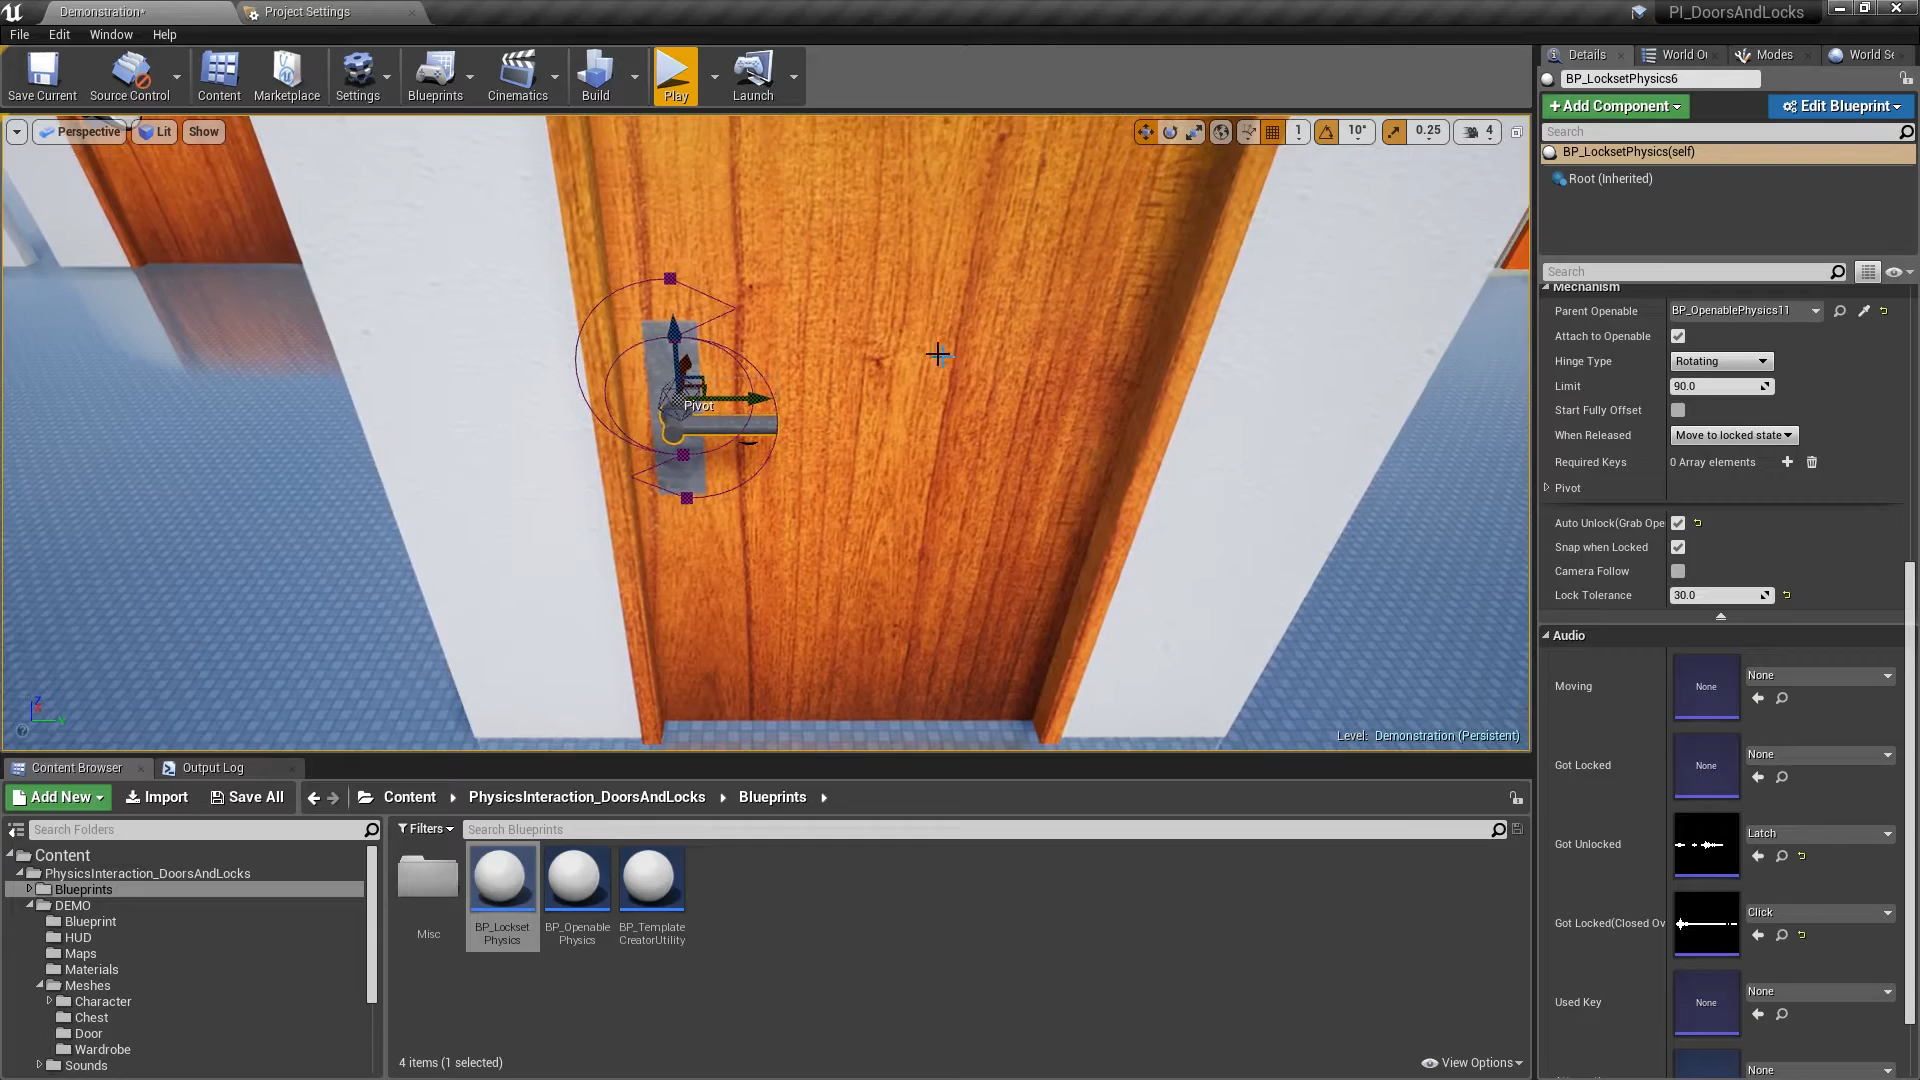 Demonstration*
Project Settings
PI_DoorsAndLocks
File Edit Window Help
Save Current
Source Control
Content
Marketplace
Settings
Blueprints
Cinematics
Build
Play
Launch
Perspective
Lit
Show
1
10°
0.25
4
Pivot
Level: Demonstration (Persistent)
Details
World O
Modes
World Se
BP_LocksetPhysics6
+Add Component
Edit Blueprint
Search
BP_LocksetPhysics(self)
Root (Inherited)
Search
Mechanism
Parent Openable BP_OpenablePhysics11
Attach to Openable
Hinge Type Rotating
Limit 90.0
Start Fully Offset
When Released Move to locked state
Required Keys 0 Array elements
Pivot
Auto Unlock(Grab Ope
Snap when Locked
Camera Follow
Lock Tolerance 30.0
Audio
Moving None None
Got Locked None None
Got Unlocked Latch
Got Locked(Closed Ov Click
Used Key None None
None
Content Browser
Output Log
Add New
Import
Save All
Content
PhysicsInteraction_DoorsAndLocks
Blueprints
Search Folders
Filters
Search Blueprints
Content
PhysicsInteraction_DoorsAndLocks
Blueprints
DEMO
Blueprint
HUD
Maps
Materials
Meshes
Character
Chest
Door
Wardrobe
Sounds
Misc
BP_Lockset
Physics
BP_Openable
Physics
BP_Template
CreatorUtility
4 items (1 selected)
View Options